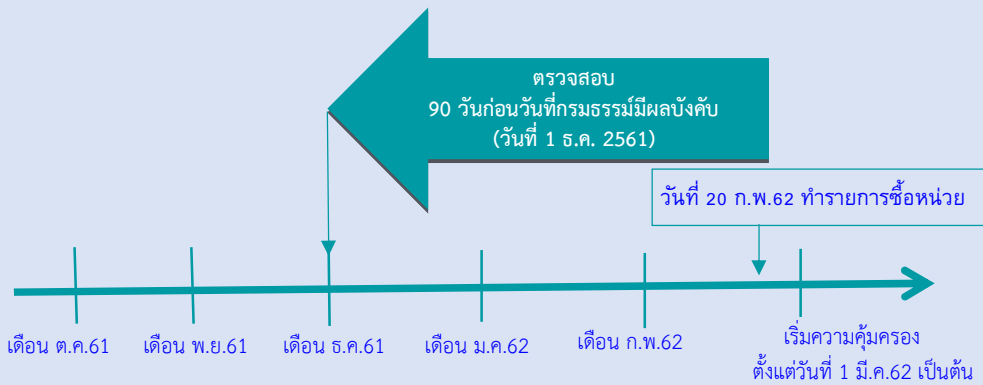 ตรวจสอบ
90 วันก่อนวันที่กรมธรรม์มีผลบังคับ
(วันที่ 1 ธ.ค. 2561)
วันที่ 20 ก.พ.62 ทำรายการซื้อหน่วย
เดือน ต.ค.61
เดือน พ.ย.61
เดือน ธ.ค.61
เดือน ม.ค.62
เดือน ก.พ.62
เริ่มความคุ้มครอง
ตั้งแต่วันที่ 1 มี.ค.62 เป็นต้น